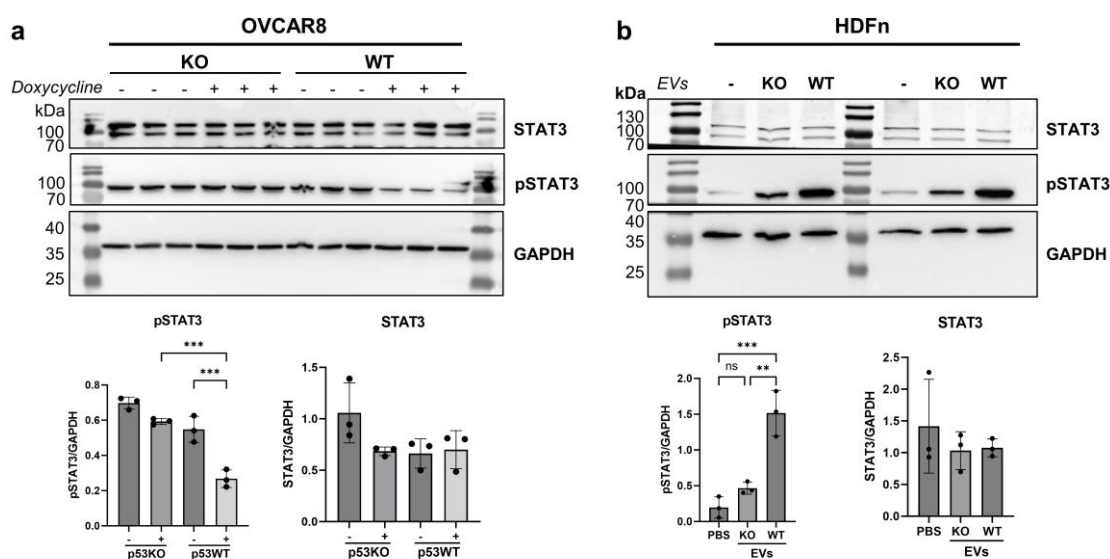 a
OVCAR8
KO WT
Doxycycline - - - + + + - - - + + +
kDa
100
70
STAT3
100
70
pSTAT3
40
35
25
GAPDH
pSTAT3
*** 
***
pSTAT3/GAPDH
0.8
0.6
0.4
0.2
0.0
- + - +
p53KO p53WT
STAT3
STAT3/GAPDH
1.5
1.0
0.5
0.0
- + - +
p53KO p53WT
b
HDFn
EVs - KO WT - KO WT
kDa
130
100
70
STAT3
100
70
pSTAT3
40
35
25
GAPDH
pSTAT3
***
ns **
pSTAT3/GAPDH
2.0
1.5
1.0
0.5
0.0
PBS KO WT
EVs
STAT3
STAT3/GAPDH
2.5
2.0
1.5
1.0
0.5
0.0
PBS KO WT
EVs